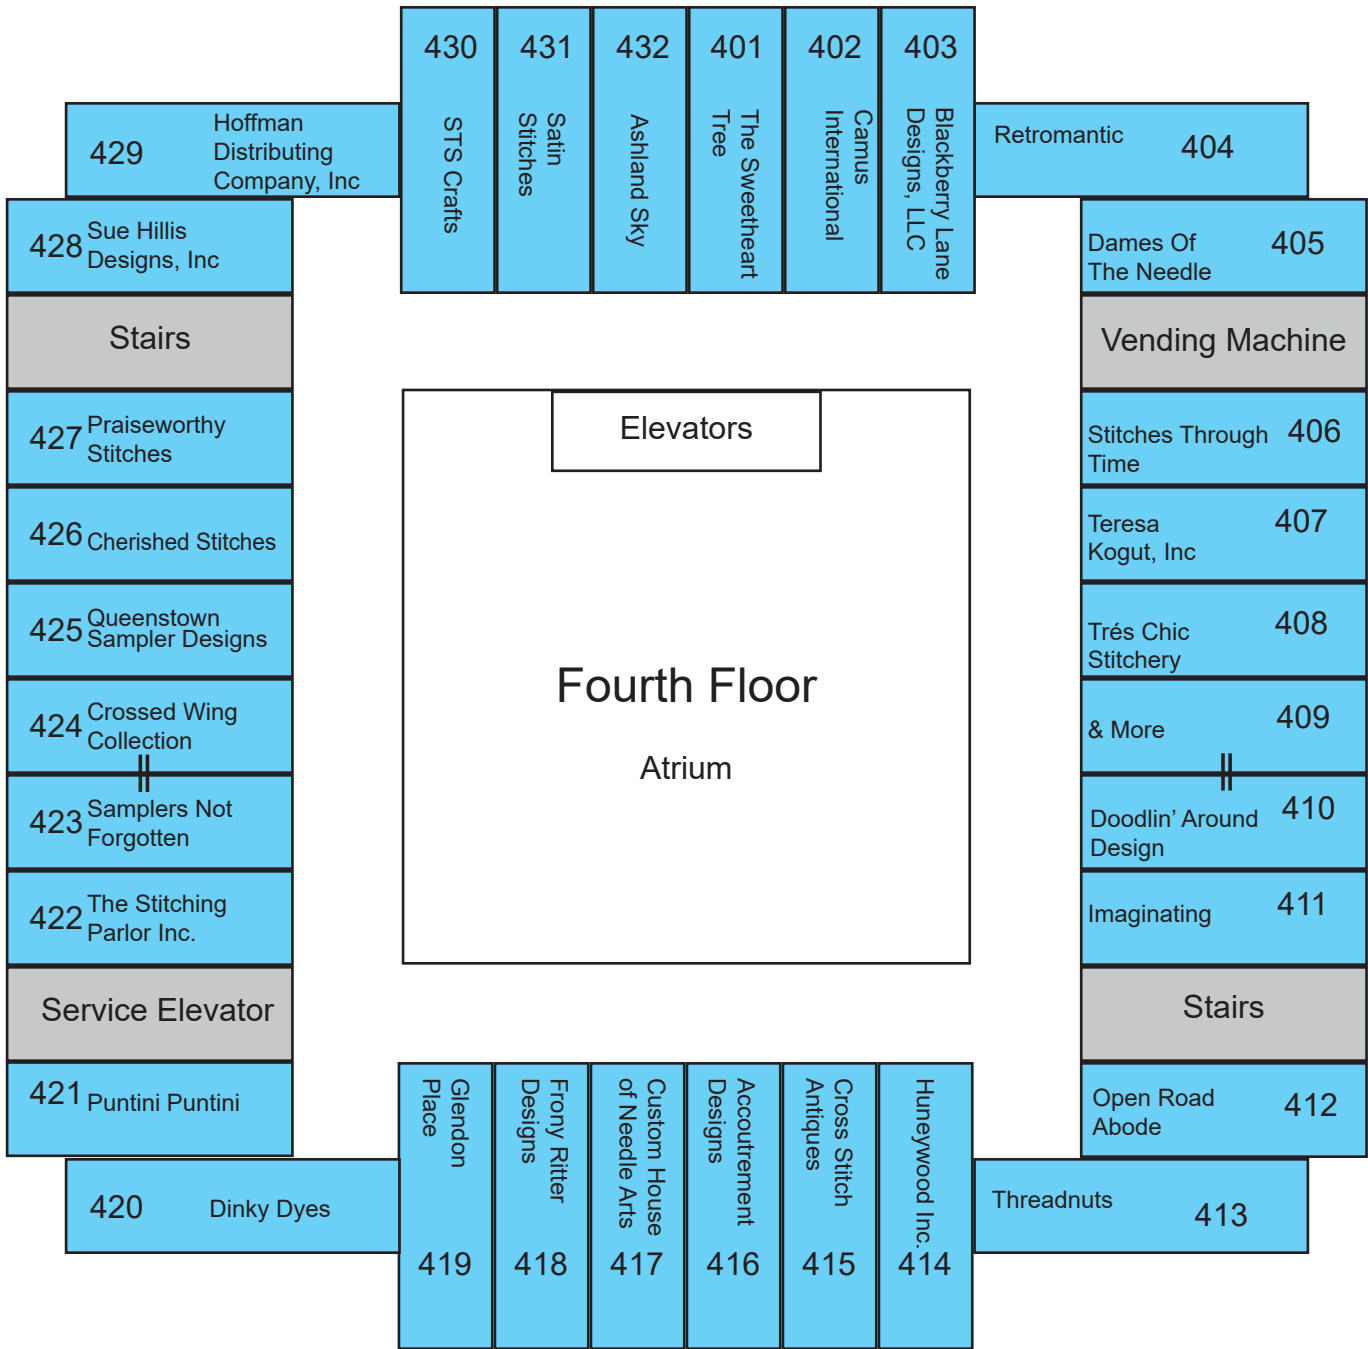 430
431
432
401
402
403
STS Crafts
Satin
Stitches
Ashland Sky
The Sweetheart
Tree
Camus
International
Blackberry Lane
Designs, LLC
429
Hoffman
Distributing
Company, Inc
Retromantic
404
428
Sue Hillis
Designs, Inc
Dames Of
The Needle
405
Stairs
Vending Machine
427
Praiseworthy
Stitches
Elevators
Stitches Through
Time
406
426
Cherished Stitches
Teresa
Kogut, Inc
407
425
Queenstown
Sampler Designs
Trés Chic
Stitchery
408
Fourth Floor
424
Crossed Wing
Collection
& More
409
Atrium
423
Samplers Not
Forgotten
Doodlin’ Around
Design
410
422
The Stitching
Parlor Inc.
Imaginating
411
Service Elevator
Stairs
421
Puntini Puntini
Open Road
Abode
412
Glendon
Place
Frony Ritter
Designs
Custom House
of Needle Arts
Accoutrement
Designs
Cross Stitch
Antiques
Huneywood Inc.
420
Dinky Dyes
Threadnuts
413
419
418
417
416
415
414